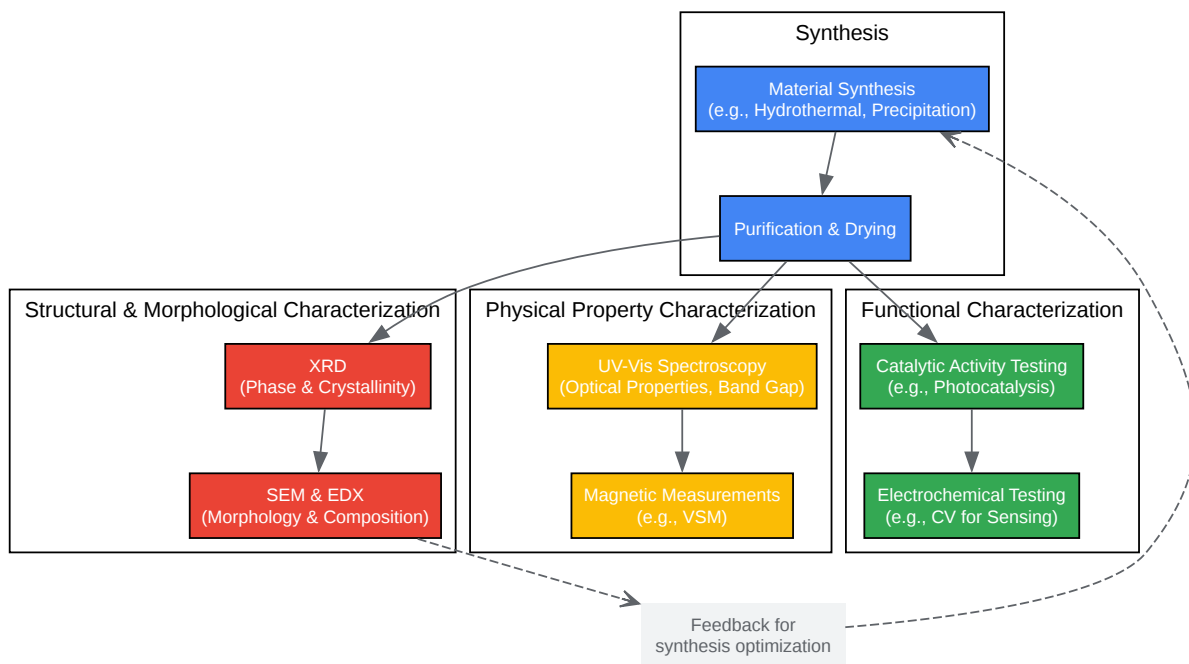 Synthesis
Material Synthesis
(e.g., Hydrothermal, Precipitation)
Purification & Drying
Structural & Morphological Characterization
XRD
(Phase & Crystallinity)
SEM & EDX
(Morphology & Composition)
Physical Property Characterization
UV-Vis Spectroscopy
(Optical Properties, Band Gap)
Magnetic Measurements
(e.g., VSM)
Functional Characterization
Catalytic Activity Testing
(e.g., Photocatalysis)
Electrochemical Testing
(e.g., CV for Sensing)
Feedback for
synthesis optimization